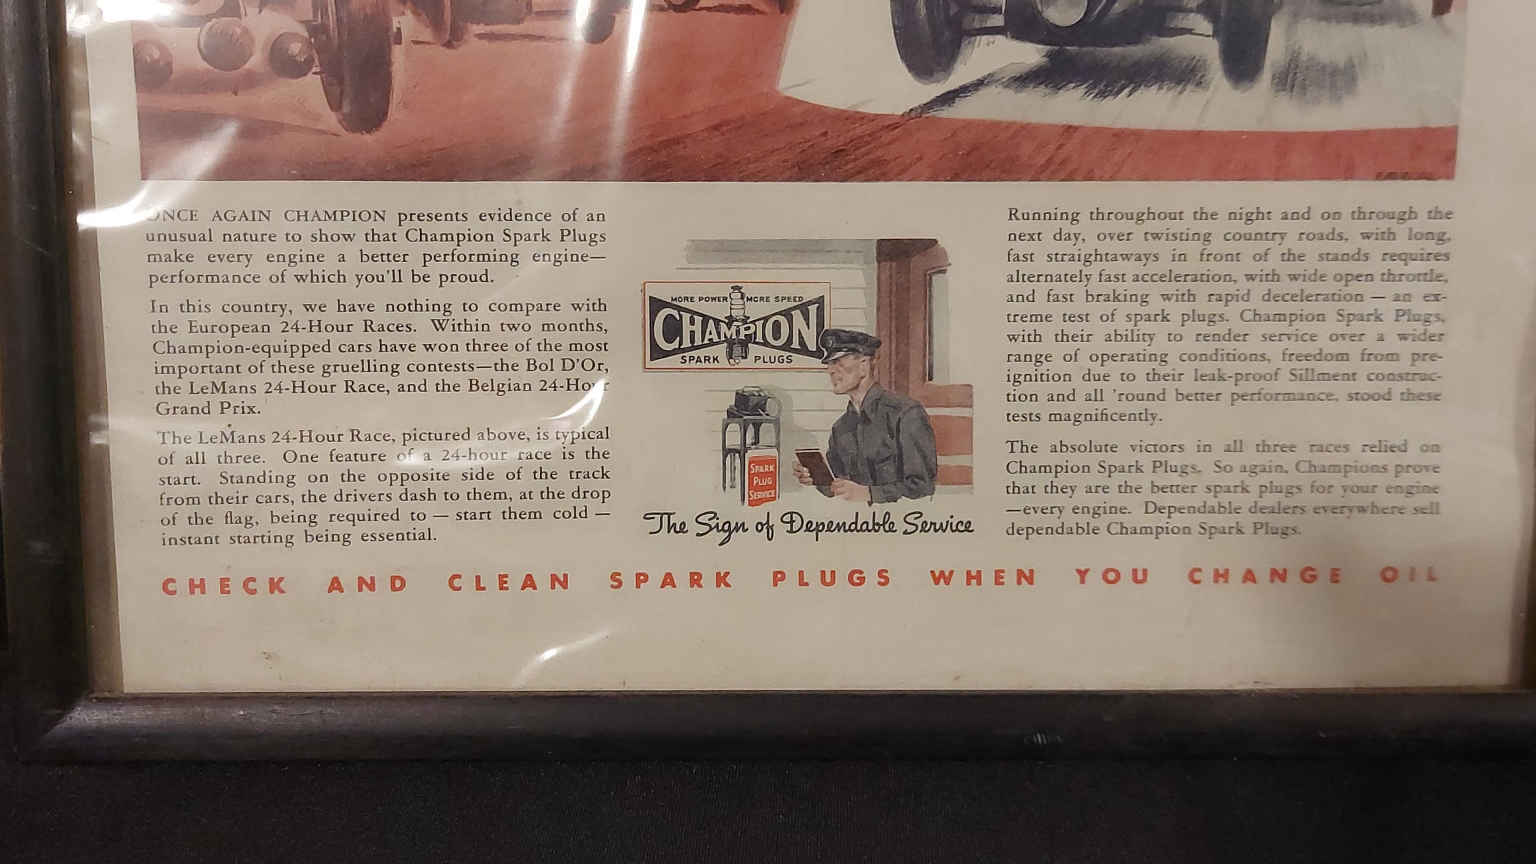 ONCE AGAIN CHAMPION presents evidence of an
unusual nature to show that Champion Spark Plugs
make every engine a better performing engine—
performance of which you'll be proud.
In this country, we have nothing to compare with
the European 24-Hour Races. Within two months,
Champion-equipped cars have won three of the most
important of these gruelling contests—the Bol D'Or,
the LeMans 24-Hour Race, and the Belgian 24-Hour
Grand Prix.
The LeMans 24-Hour Race, pictured above, is typical
of all three. One feature of a 24-hour race is the
start. Standing on the opposite side of the track
from their cars, the drivers dash to them, at the drop
of the flag, being required to — start them cold —
instant starting being essential.
MORE POWER MORE SPEED
CHAMPION
SPARK PLUGS
SPARK
PLUG
SERVICE
The Sign of Dependable Service
Running throughout the night and on through the
next day, over twisting country roads, with long,
fast straightaways in front of the stands requires
alternately fast acceleration, with wide open throttle,
and fast braking with rapid deceleration — an ex-
treme test of spark plugs. Champion Spark Plugs,
with their ability to render service over a wider
range of operating conditions, freedom from pre-
ignition due to their leak-proof Sillment construc-
tion and all 'round better performance, stood these
tests magnificently.
The absolute victors in all three races relied on
Champion Spark Plugs. So again, Champions prove
that they are the better spark plugs for your engine
—every engine. Dependable dealers everywhere sell
dependable Champion Spark Plugs.
CHECK AND CLEAN SPARK PLUGS WHEN YOU CHANGE OIL